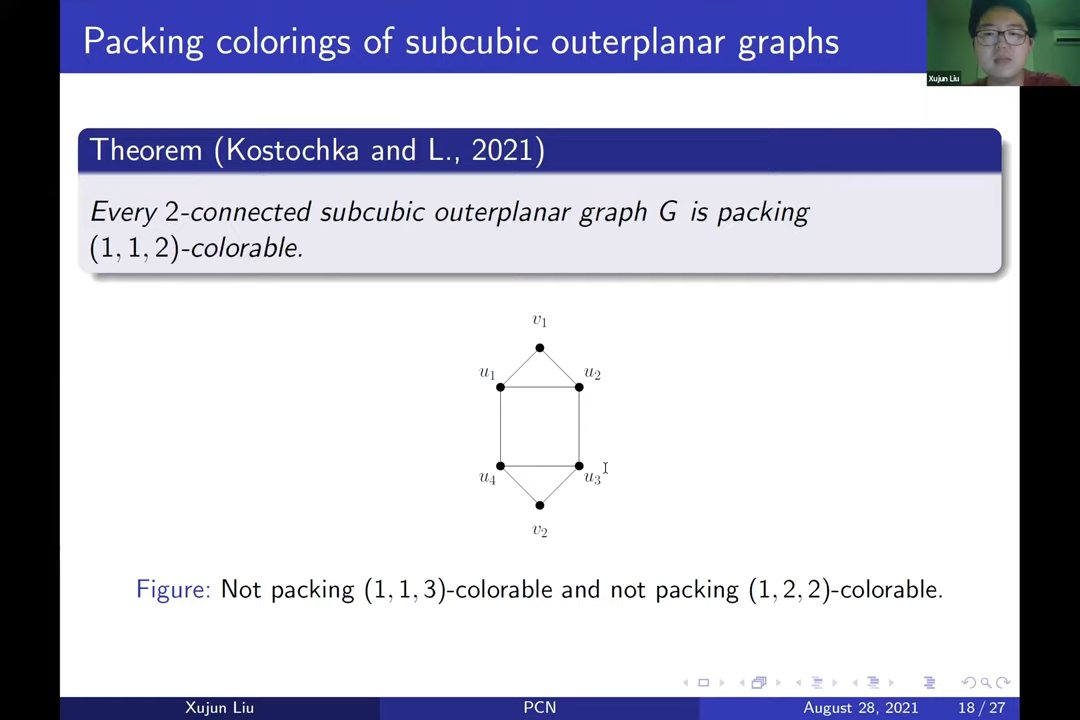 Packing colorings of subcubic outerplanar graphs
Xujun Liu
Theorem (Kostochka and L., 2021)
Every 2-connected subcubic outerplanar graph G is packing
(1, 1, 2)-colorable.
v₁
u₁ u₂
u₄ u₃
v₂
Figure: Not packing (1, 1, 3)-colorable and not packing (1, 2, 2)-colorable.
Xujun Liu PCN August 28, 2021 18 / 27